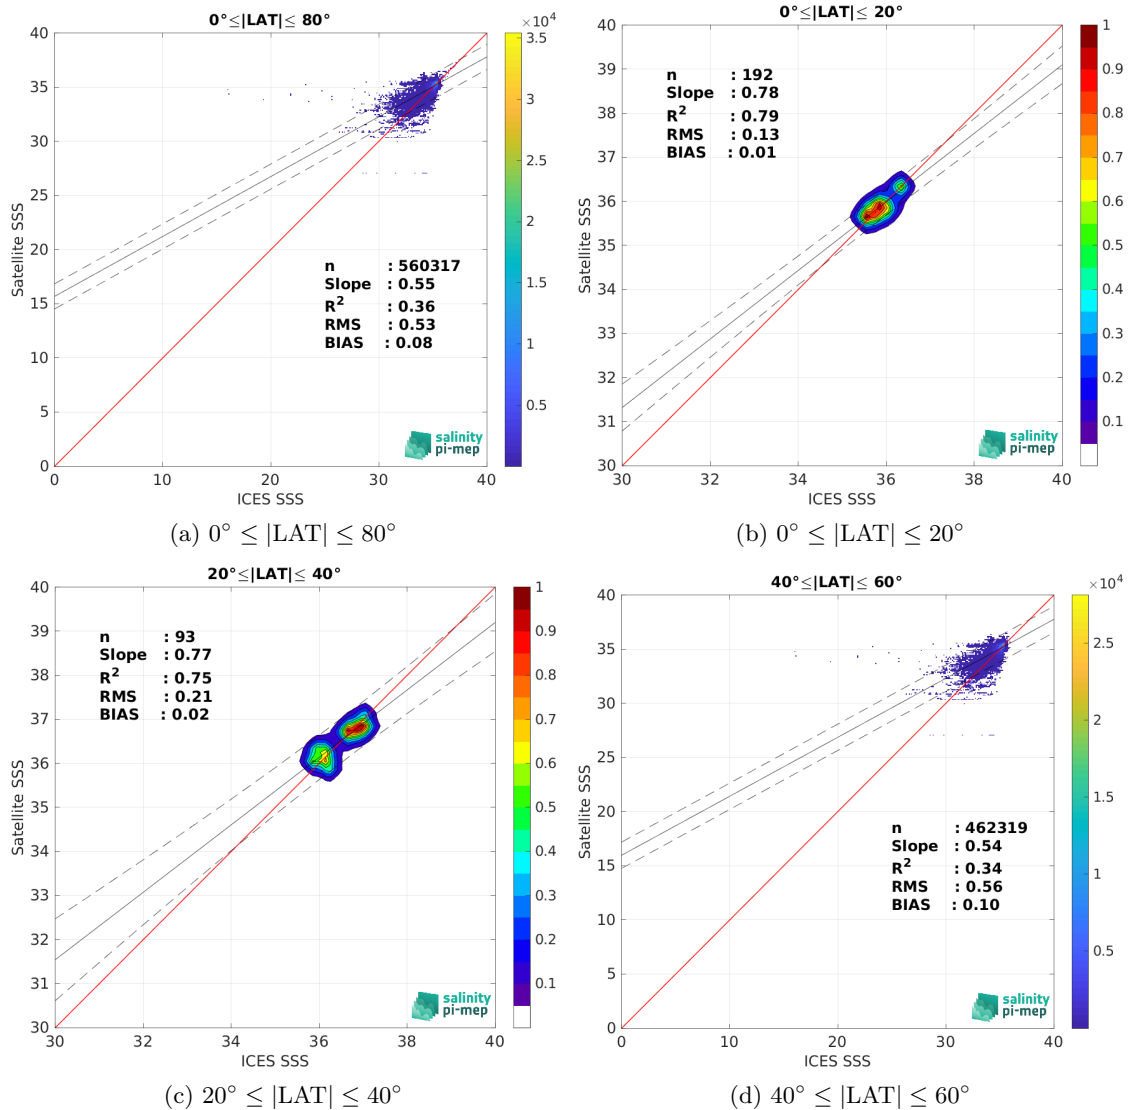 0°≤|LAT|≤ 80°
×10⁴
40
35
30
25
20
15
10
5
0
Satellite SSS
0 10 20 30 40
ICES SSS
n : 560317
Slope : 0.55
R² : 0.36
RMS : 0.53
BIAS : 0.08
salinity
pi-mep
3.5
3
2.5
2
1.5
1
0.5
(a) 0° ≤ |LAT| ≤ 80°
0°≤|LAT|≤ 20°
40
39
38
37
36
35
34
33
32
31
30
Satellite SSS
30 32 34 36 38 40
ICES SSS
n : 192
Slope : 0.78
R² : 0.79
RMS : 0.13
BIAS : 0.01
salinity
pi-mep
1
0.9
0.8
0.7
0.6
0.5
0.4
0.3
0.2
0.1
(b) 0° ≤ |LAT| ≤ 20°
20°≤|LAT|≤ 40°
40
39
38
37
36
35
34
33
32
31
30
Satellite SSS
30 32 34 36 38 40
ICES SSS
n : 93
Slope : 0.77
R² : 0.75
RMS : 0.21
BIAS : 0.02
salinity
pi-mep
1
0.9
0.8
0.7
0.6
0.5
0.4
0.3
0.2
0.1
(c) 20° ≤ |LAT| ≤ 40°
40°≤|LAT|≤ 60°
×10⁴
40
35
30
25
20
15
10
5
0
Satellite SSS
0 10 20 30 40
ICES SSS
n : 462319
Slope : 0.54
R² : 0.34
RMS : 0.56
BIAS : 0.10
salinity
pi-mep
2.5
2
1.5
1
0.5
(d) 40° ≤ |LAT| ≤ 60°